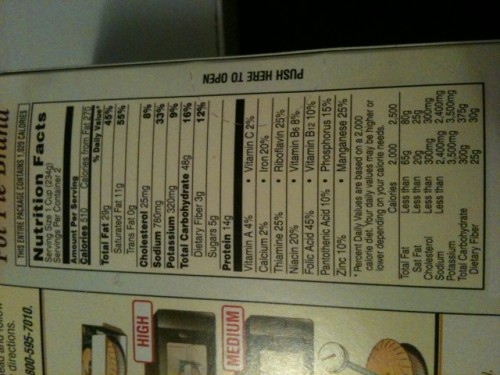 PUSH HERE TO OPEN
Pot Pie Brand
THIS ENTIRE PACKAGE CONTAINS 1,020 CALORIES
Nutrition Facts
Serving Size 1 Cup (234g)
Servings Per Container 2
Amount Per Serving
Calories 510 Calories from Fat 270
% Daily Value*
Total Fat 29g 45%
Saturated Fat 11g 55%
Trans Fat 0g
Cholesterol 25mg 8%
Sodium 780mg 33%
Potassium 320mg 9%
Total Carbohydrate 48g 16%
Dietary Fiber 3g 12%
Sugars 5g
Protein 14g
Vitamin A 4% • Vitamin C 2%
Calcium 2% • Iron 20%
Thiamine 25% • Riboflavin 25%
Niacin 20% • Vitamin B6 8%
Folic Acid 45% • Vitamin B12 10%
Pantothenic Acid 10% • Phosphorus 15%
Zinc 10% • Manganese 25%
* Percent Daily Values are based on a 2,000
calorie diet. Your daily values may be higher or
lower depending on your calorie needs.
Calories 2,000 2,500
Total Fat Less than 65g 80g
Sat Fat Less than 20g 25g
Cholesterol Less than 300mg 300mg
Sodium Less than 2,400mg 2,400mg
Potassium 3,500mg 3,500mg
Total Carbohydrate 300g 375g
Dietary Fiber 25g 30g
and follow
directions.
800-595-7010.
HIGH
MEDIUM